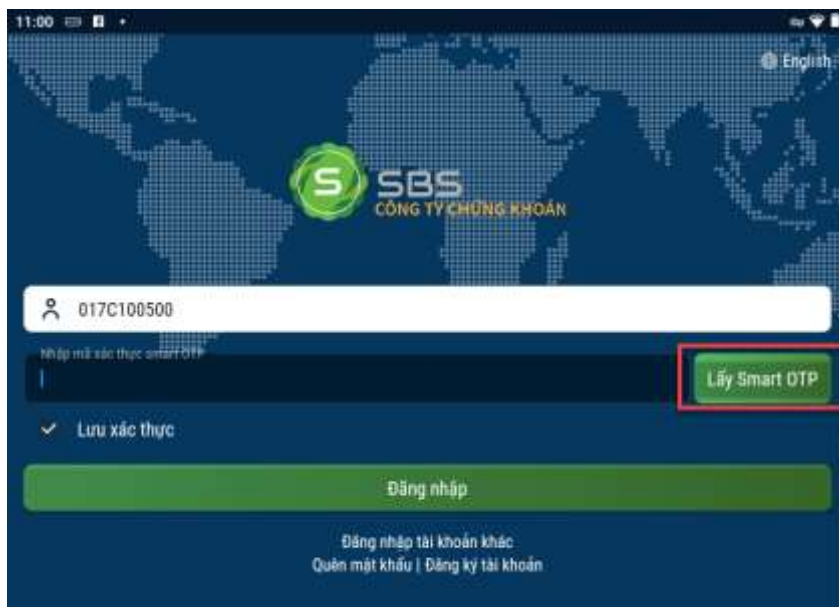 11:00
English
S
SBS
CÔNG TY CHỨNG KHOÁN
017C100500
Nhập mã xác thực smart OTP
Lấy Smart OTP
Lưu xác thực
Đăng nhập
Đăng nhập tài khoản khác
Quên mật khẩu | Đăng ký tài khoản